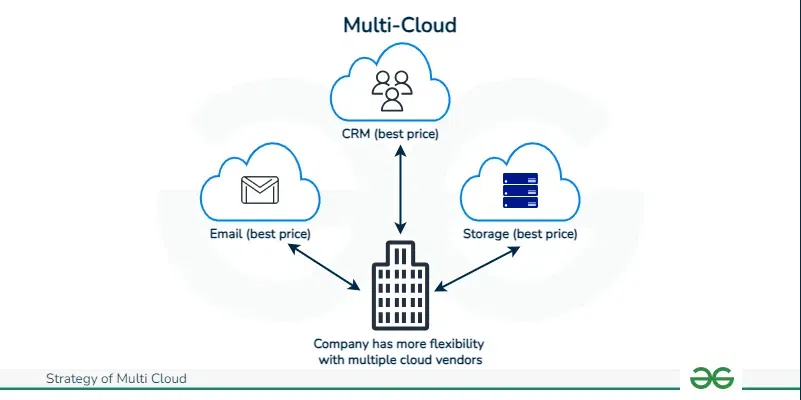 Multi-Cloud
CRM (best price)
Email (best price)
Storage (best price)
Company has more flexibility
with multiple cloud vendors
Strategy of Multi Cloud